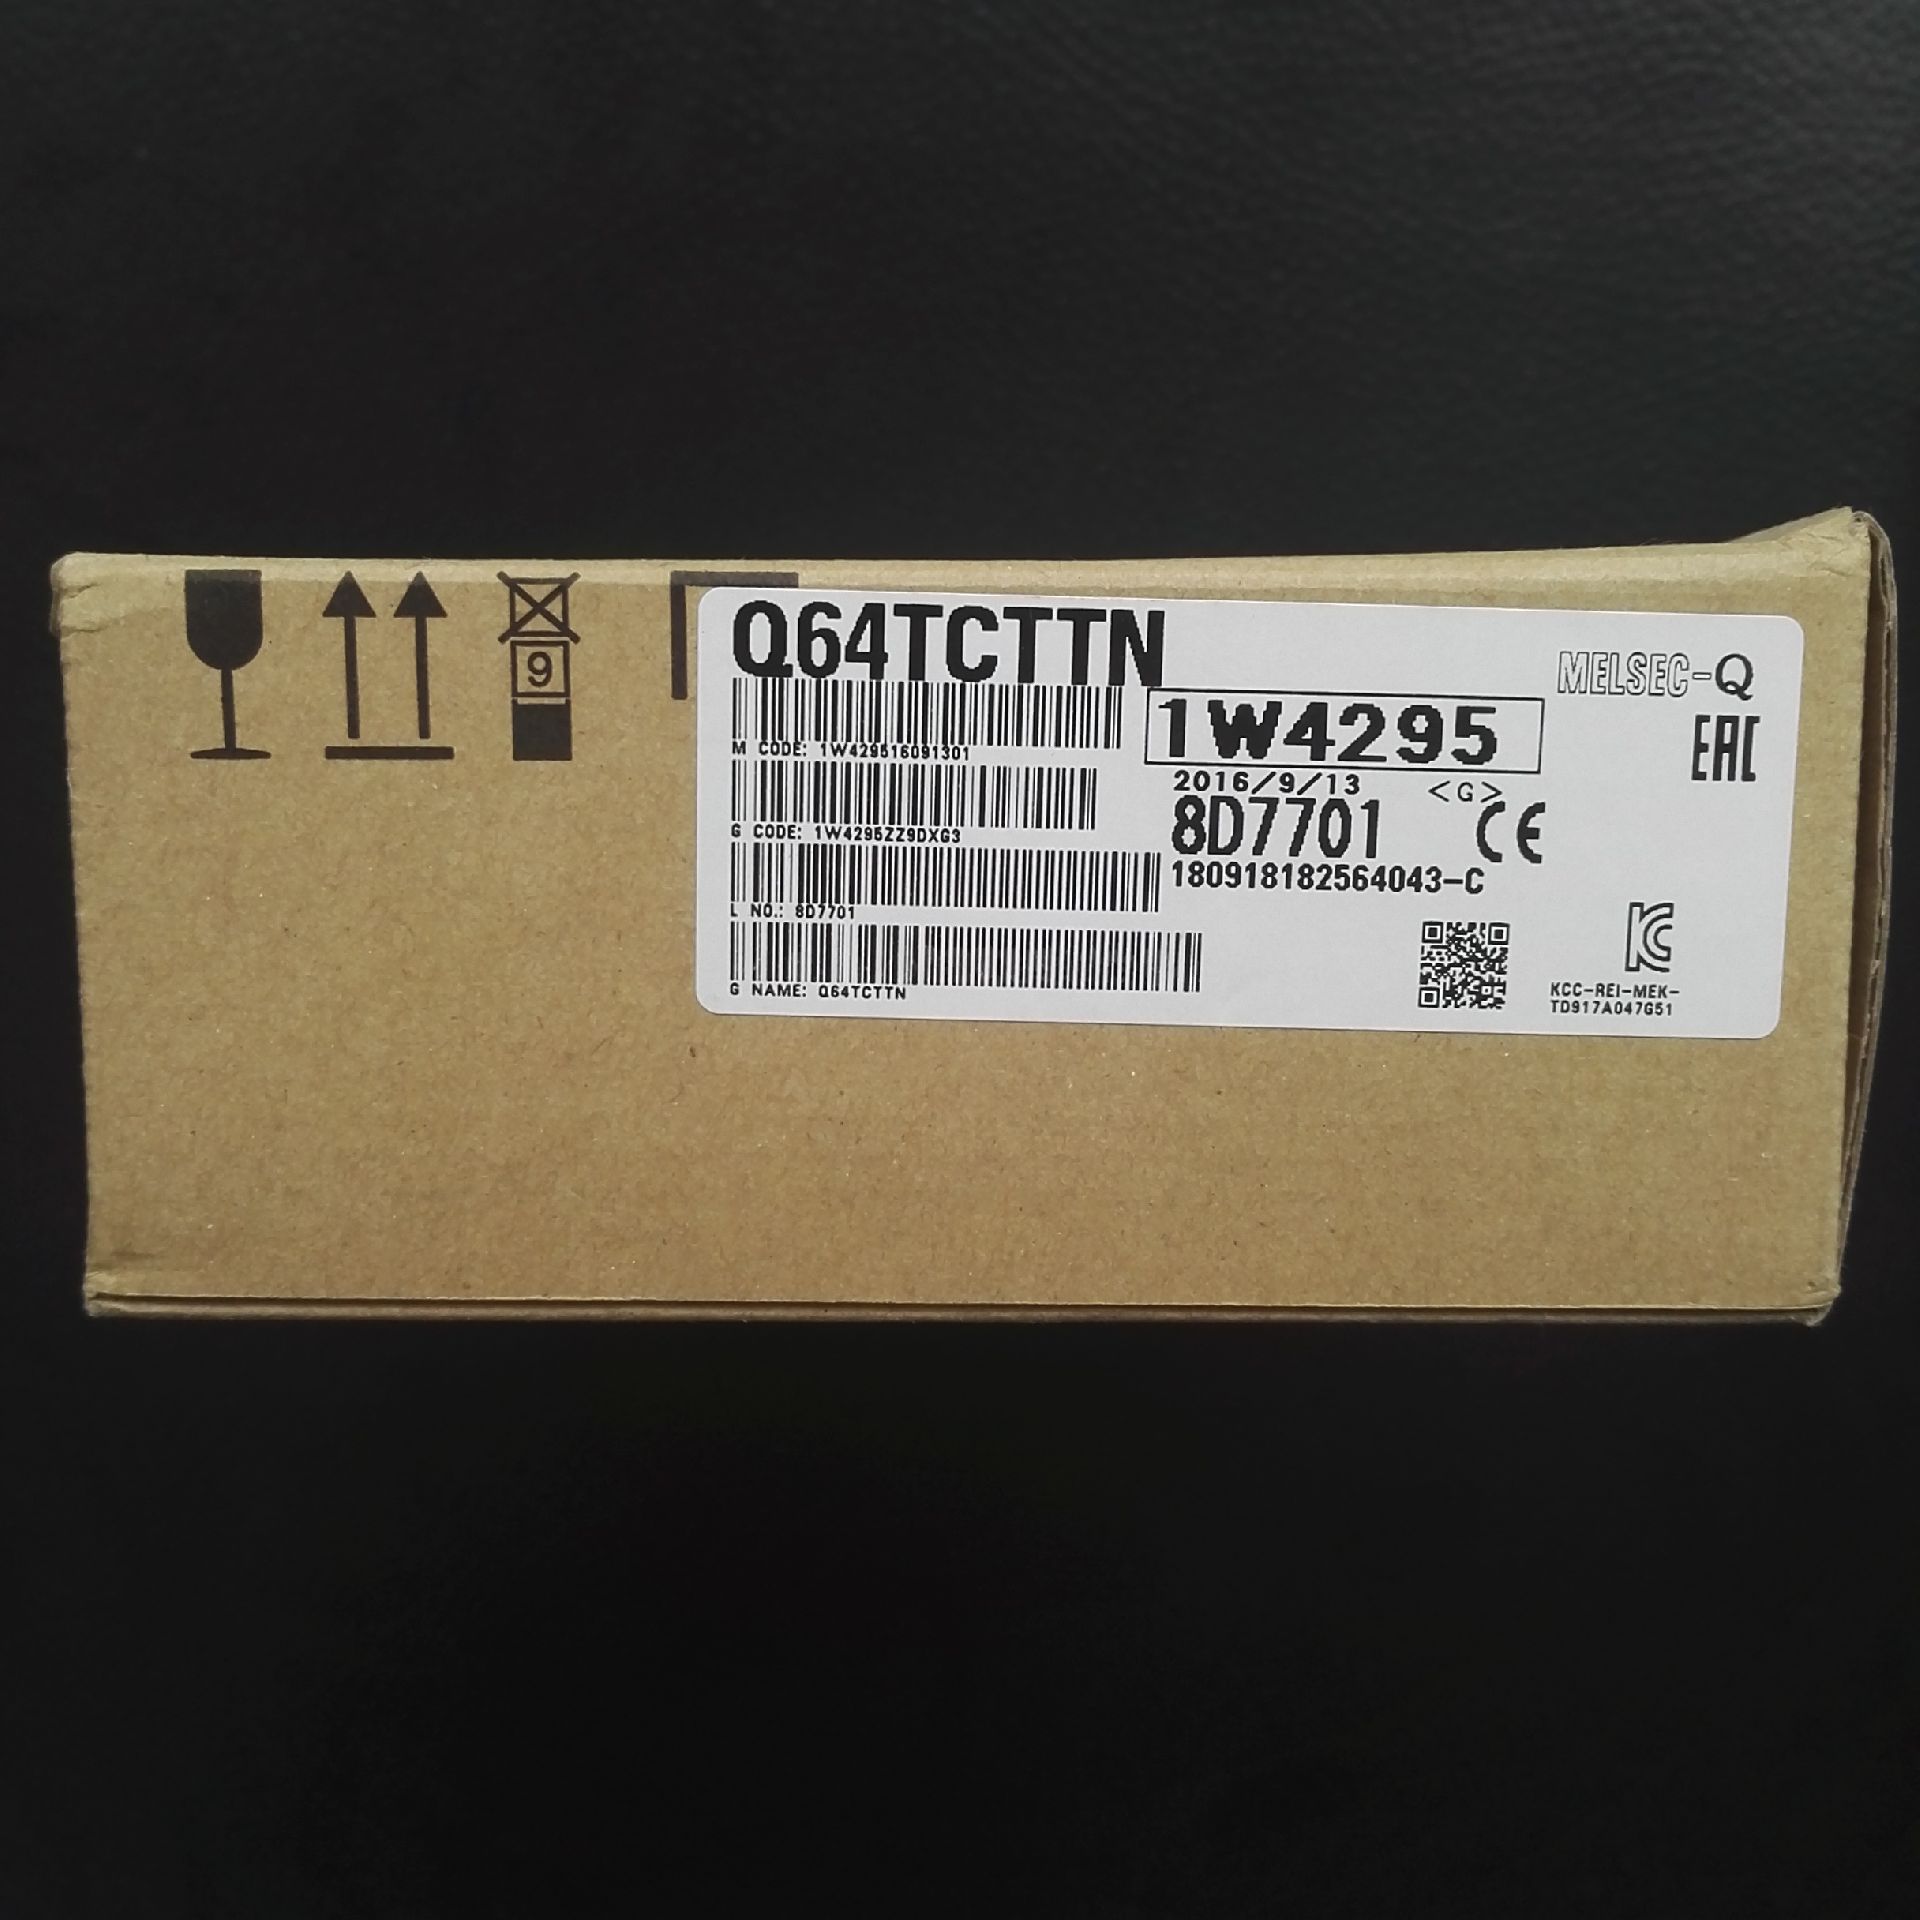 9
Q64TCTTN
MELSEC-Q
M CODE: 1W429516091301
1W4295
EAC
2016/9/13 <G>
G CODE: 1W4295ZZ9DXG3
8D7701 CE
180918182564043-C
L NO.: 8D7701
G NAME: Q64TCTTN
KC
KCC-REI-MEK-
TD917A047G51